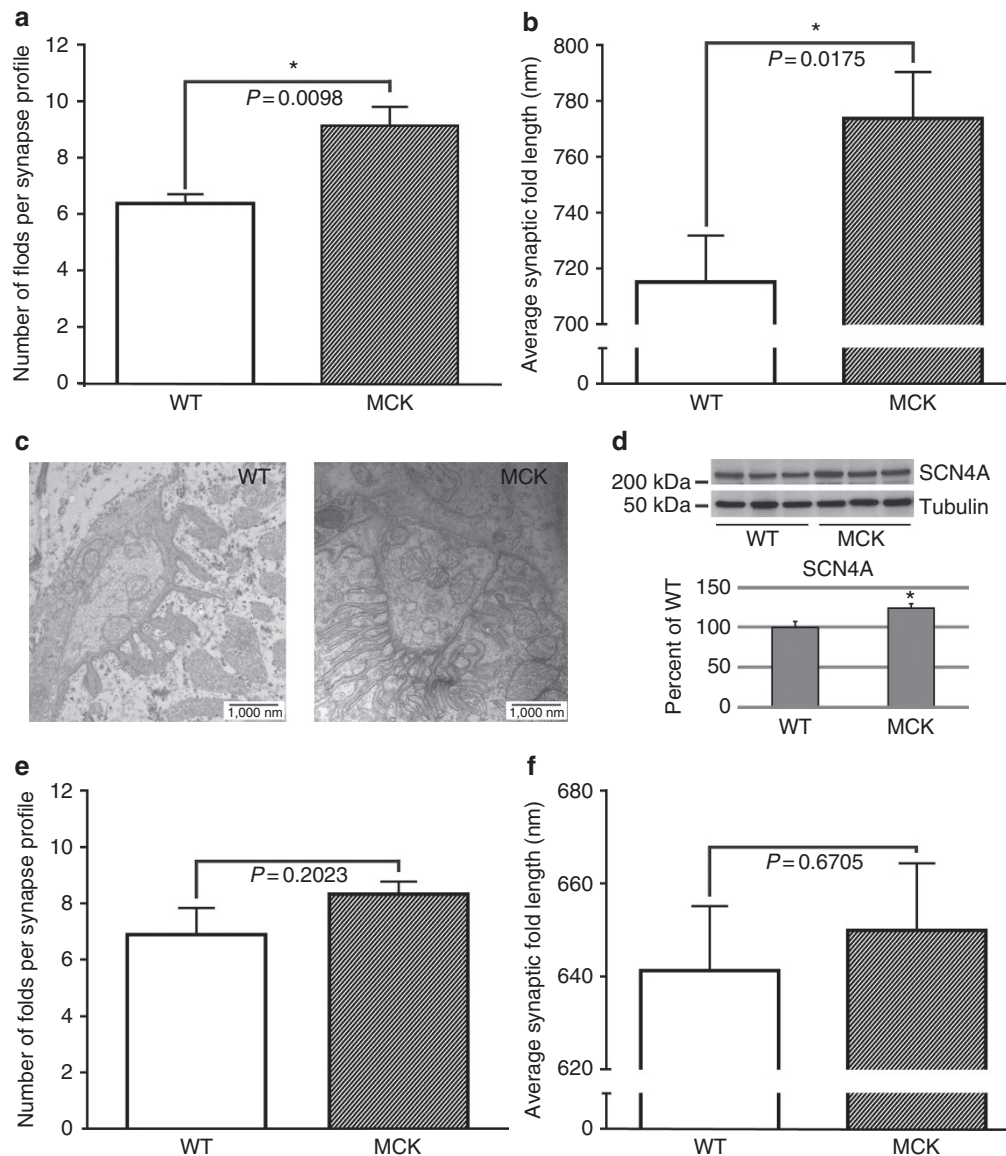 a
12
10
8
6
4
2
0
Number of flods per synapse profile
*
P = 0.0098
WT
MCK
b
800
780
760
740
720
700
0
Average synaptic fold length (nm)
*
P = 0.0175
WT
MCK
c
WT
1,000 nm
MCK
1,000 nm
d
200 kDa
50 kDa
SCN4A
Tubulin
WT
MCK
SCN4A
150
100
50
0
Percent of WT
*
WT
MCK
e
12
10
8
6
4
2
0
Number of folds per synapse profile
P = 0.2023
WT
MCK
f
680
660
640
620
0
Average synaptic fold length (nm)
P = 0.6705
WT
MCK